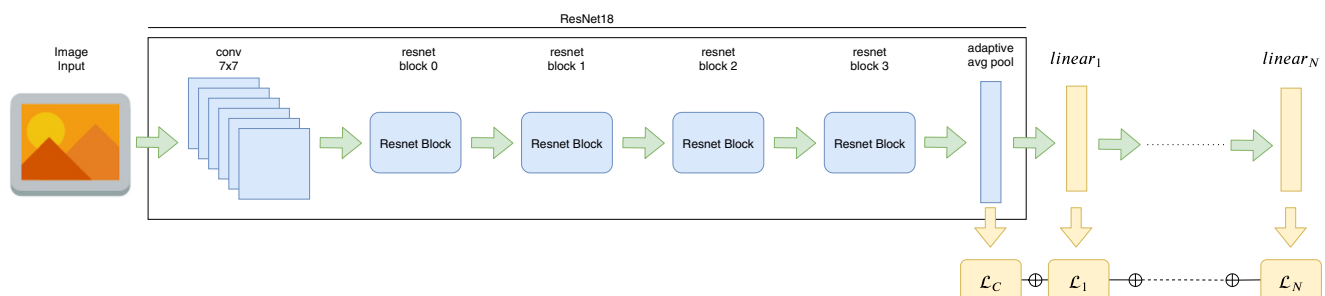 ResNet18
Image
Input
conv
7x7
resnet
block 0
resnet
block 1
resnet
block 2
resnet
block 3
adaptive
avg pool
linear₁
linear_N
Resnet Block
Resnet Block
Resnet Block
Resnet Block
ℒ_C ⊕ ℒ₁ ⊕ ⊕ ℒ_N